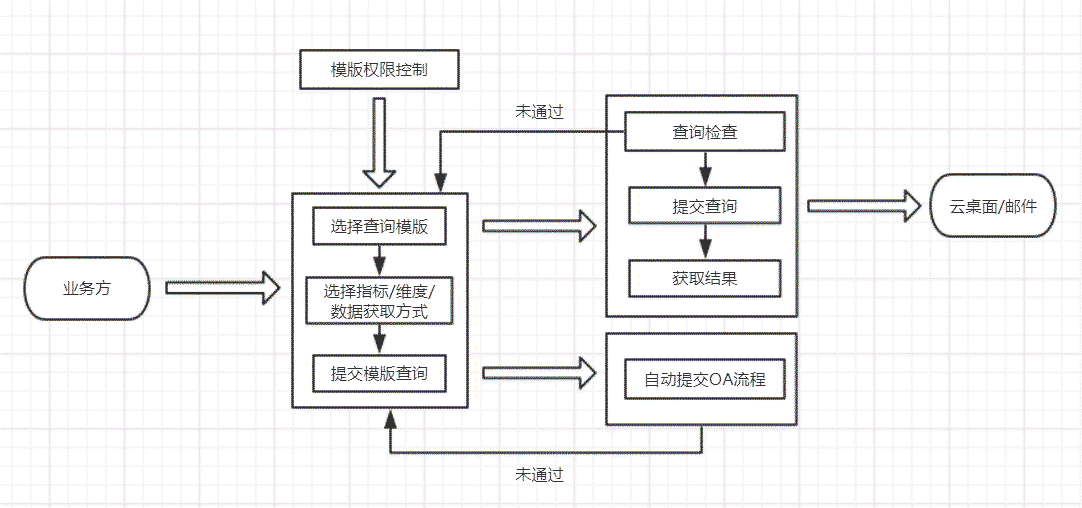 模版权限控制
未通过
查询检查
选择查询模版
提交查询
云桌面/邮件
业务方
选择指标/维度/
数据获取方式
获取结果
提交模版查询
自动提交OA流程
未通过